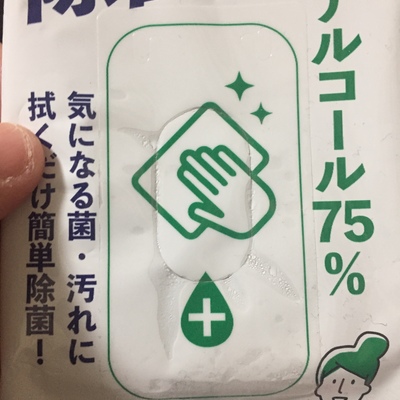 アルコール75%
気になる菌・汚れに
拭くだけ簡単除菌！